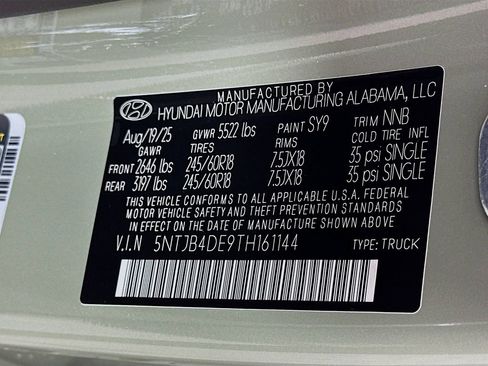 MANUFACTURED BY
HYUNDAI MOTOR MANUFACTURING ALABAMA, LLC
Aug/19/25 GVWR 5522 lbs PAINT SY9 TRIM NNB
GAWR TIRES RIMS COLD TIRE INFL
FRONT 2646 lbs 245/60R18 7.5JX18 35 psi SINGLE
REAR 3197 lbs 245/60R18 7.5JX18 35 psi SINGLE
THIS VEHICLE CONFORMS TO ALL APPLICABLE U.S.A. FEDERAL
MOTOR VEHICLE SAFETY AND THEFT PREVENTION STANDARDS
IN EFFECT ON THE DATE OF MANUFACTURE SHOWN ABOVE.
V.I.N 5NTJB4DE9TH161144 TYPE: TRUCK